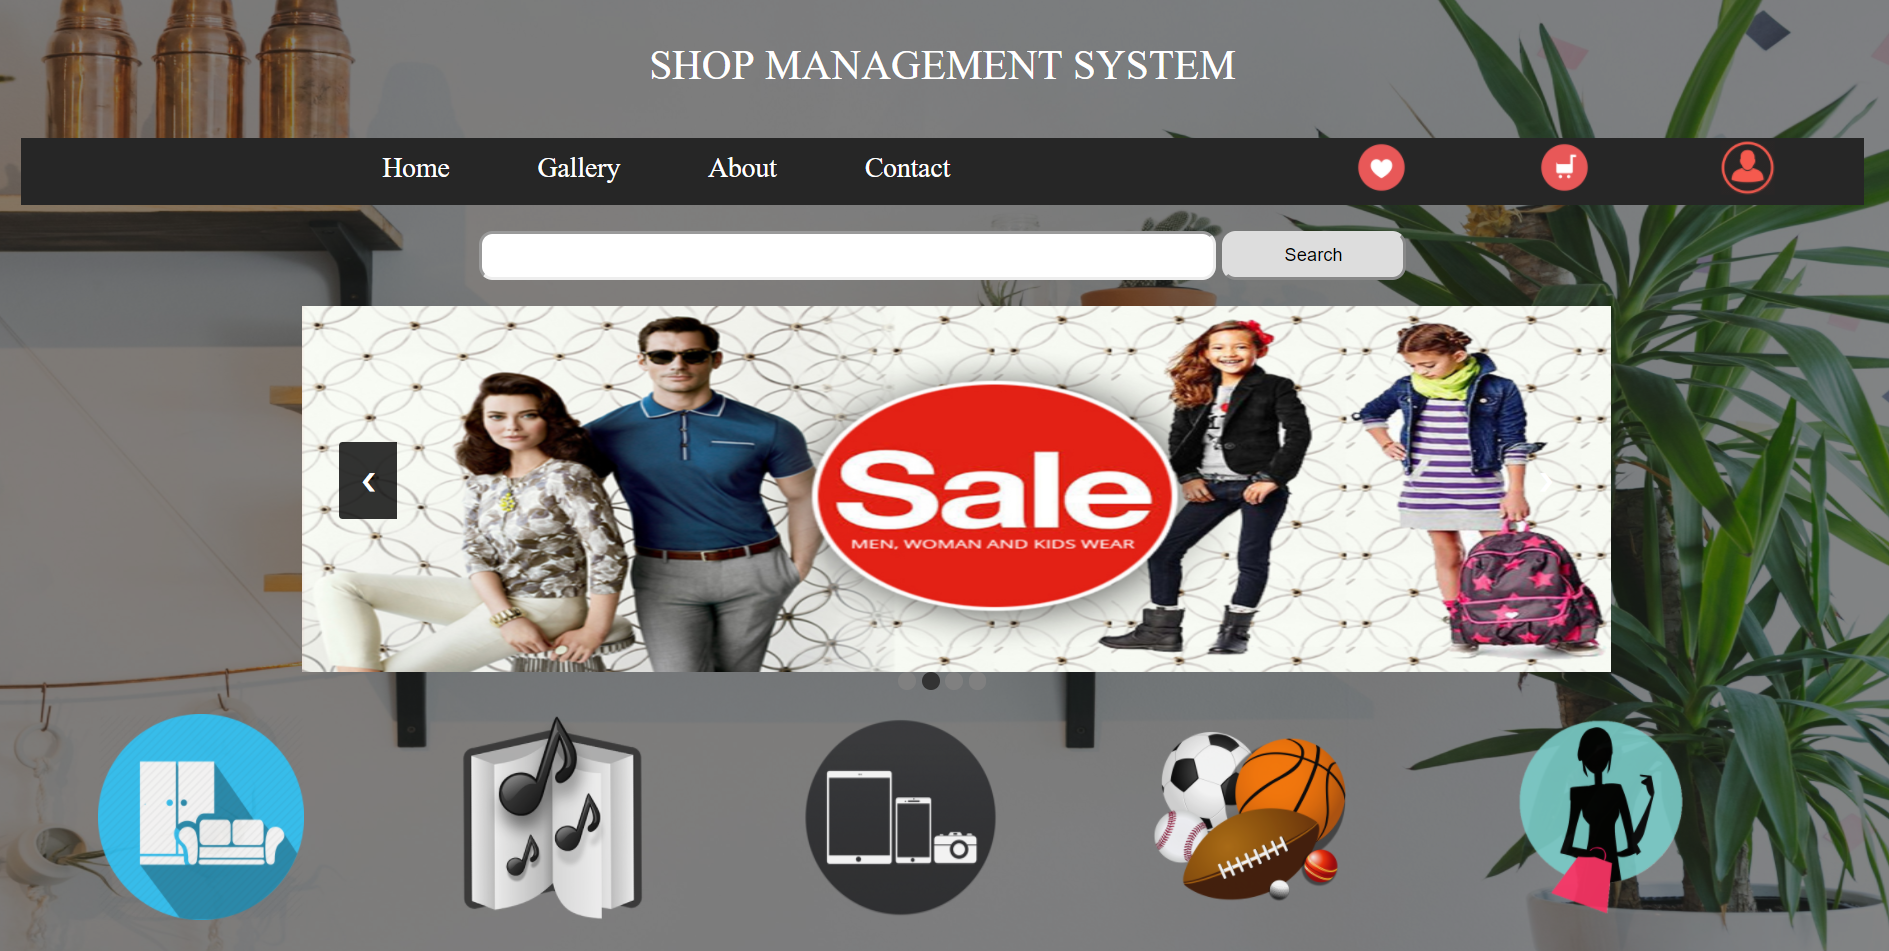 SHOP MANAGEMENT SYSTEM
Home Gallery About Contact
Search
Sale
MEN, WOMAN AND KIDS WEAR